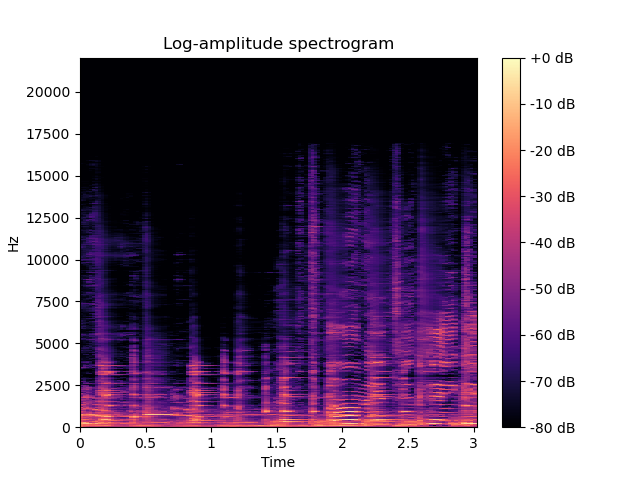 Log-amplitude spectrogram
20000
17500
15000
12500
10000
7500
5000
2500
0
Hz
0 0.5 1 1.5 2 2.5 3
Time
+0 dB
-10 dB
-20 dB
-30 dB
-40 dB
-50 dB
-60 dB
-70 dB
-80 dB